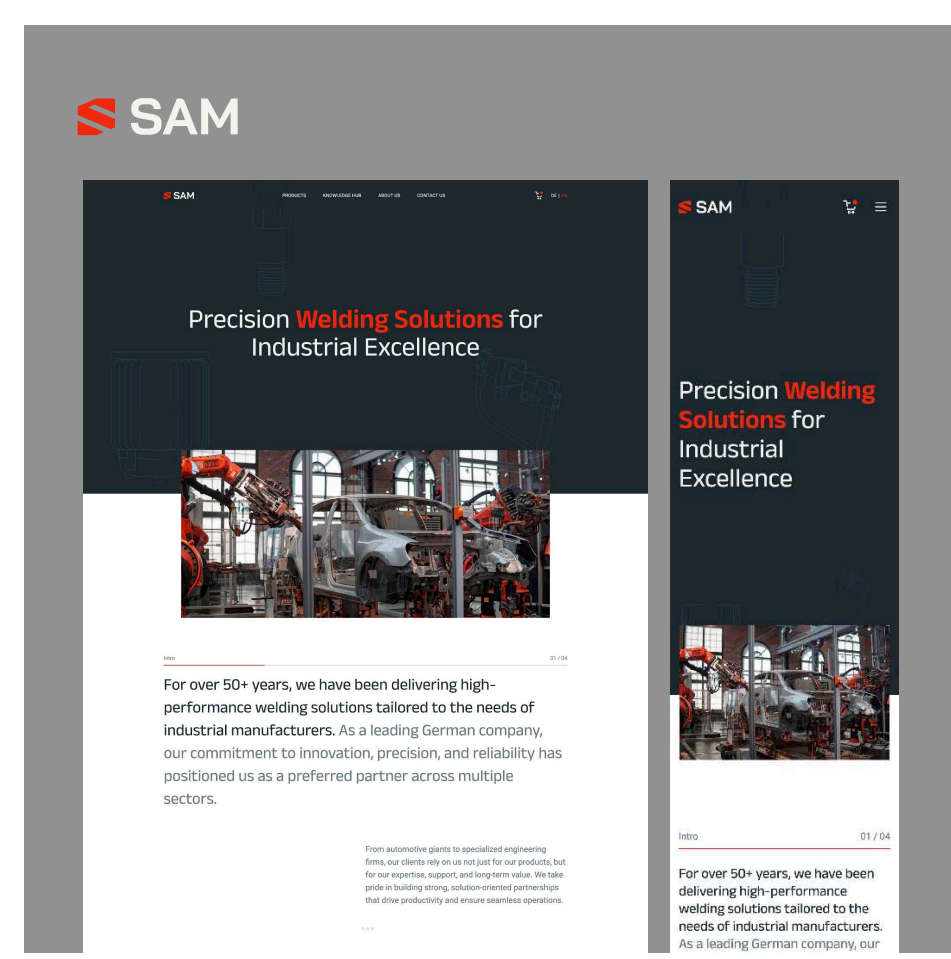 SAM
SAM
PRODUCTS KNOWLEDGE HUB ABOUT US CONTACT US
DE | EN
Precision Welding Solutions for
Industrial Excellence
Intro 01 / 04
For over 50+ years, we have been delivering high-
performance welding solutions tailored to the needs of
industrial manufacturers. As a leading German company,
our commitment to innovation, precision, and reliability has
positioned us as a preferred partner across multiple
sectors.
From automotive giants to specialized engineering
firms, our clients rely on us not just for our products, but
for our expertise, support, and long-term value. We take
pride in building strong, solution-oriented partnerships
that drive productivity and ensure seamless operations.
SAM
Precision Welding
Solutions for
Industrial
Excellence
Intro 01 / 04
For over 50+ years, we have been
delivering high-performance
welding solutions tailored to the
needs of industrial manufacturers.
As a leading German company, our